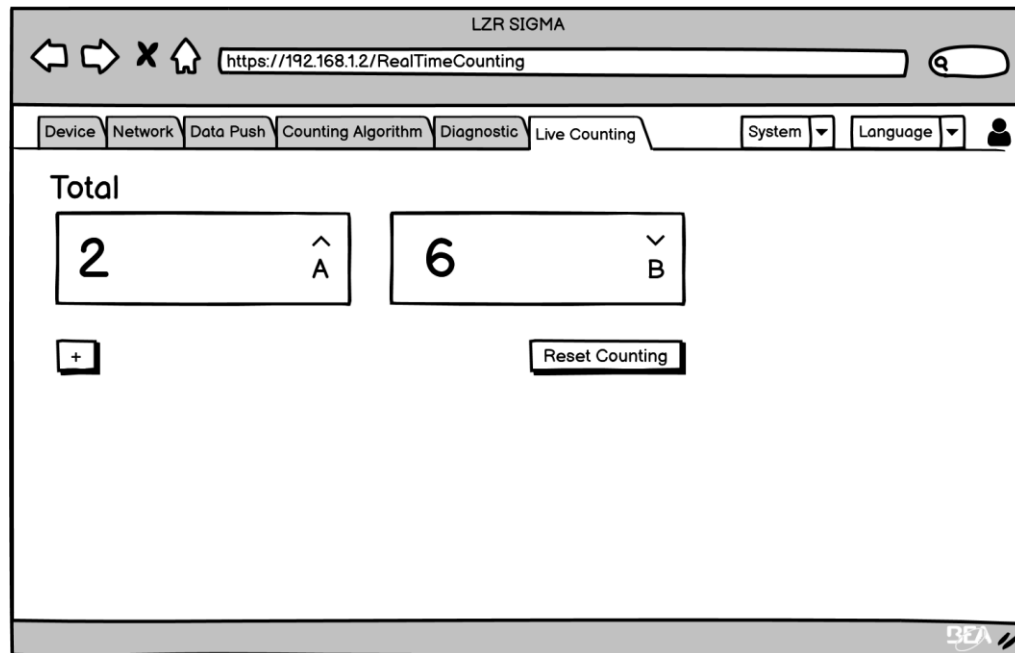 LZR SIGMA
https://192.168.1.2/RealTimeCounting
Device Network Data Push Counting Algorithm Diagnostic Live Counting System Language
Total
2 A 6 B
+ Reset Counting
BEA